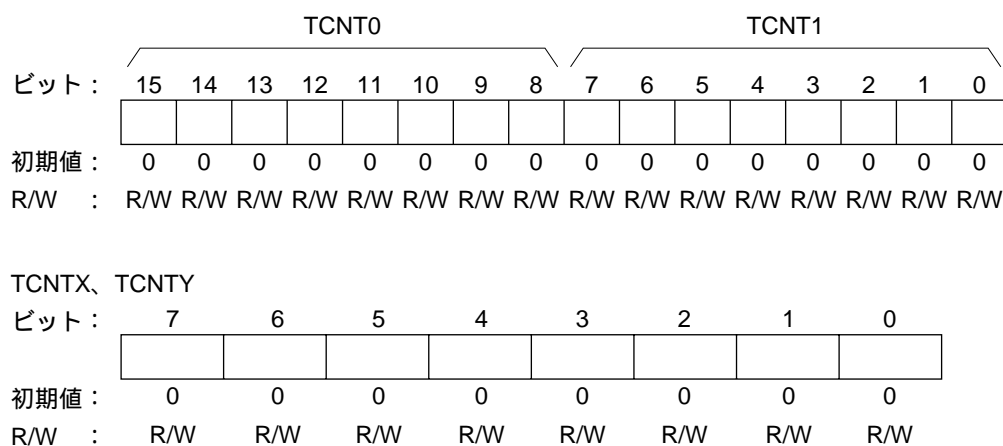 TCNT0 TCNT1
ビット： 15 14 13 12 11 10 9 8 7 6 5 4 3 2 1 0
初期値： 0 0 0 0 0 0 0 0 0 0 0 0 0 0 0 0
R/W ： R/W R/W R/W R/W R/W R/W R/W R/W R/W R/W R/W R/W R/W R/W R/W R/W
TCNTX、TCNTY
ビット： 7 6 5 4 3 2 1 0
初期値： 0 0 0 0 0 0 0 0
R/W ： R/W R/W R/W R/W R/W R/W R/W R/W